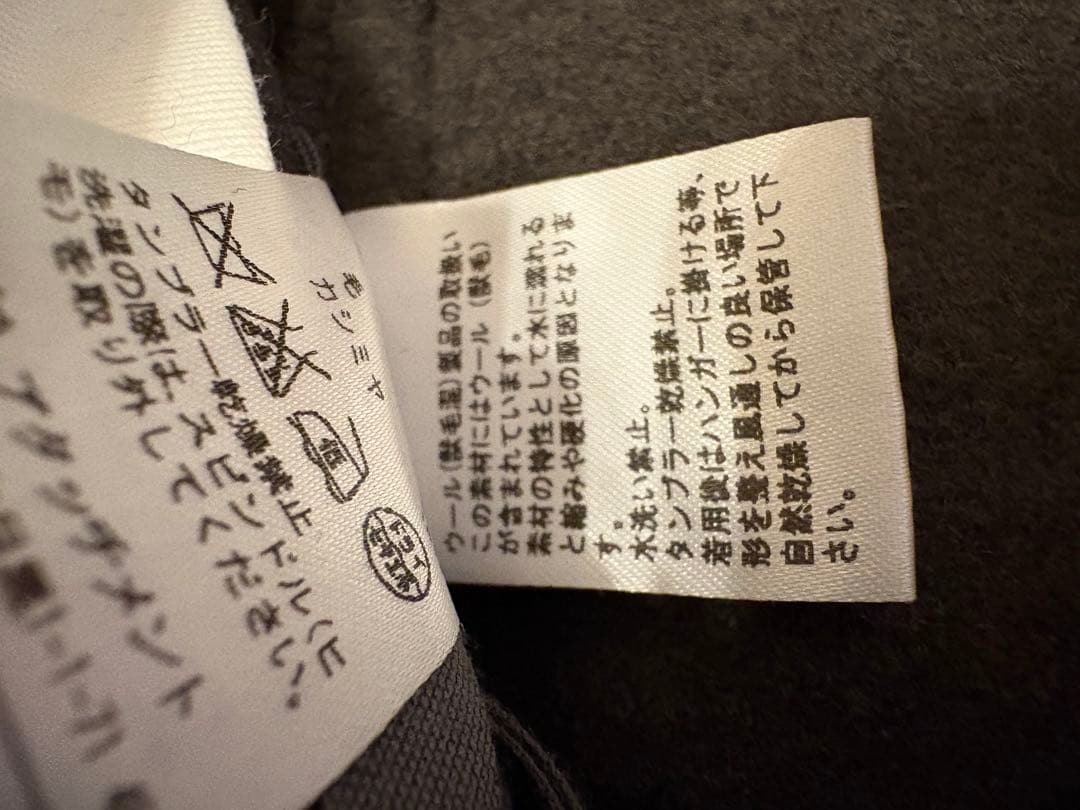 毛
カシミヤ
タンブラー乾燥禁止
洗濯の際は、スピンドル(ヒ
モ)を取り外してください。
ウール(獣毛混)製品の取扱い
この素材にはウール(獣毛)
が含まれています。
素材の特性として水に濡れる
と縮みや硬化の原因となりま
す。
水洗い禁止。
タンブラー乾燥禁止。
着用後はハンガーに掛ける等、
形を整え風通しの良い場所で
自然乾燥してから保管して下
さい。